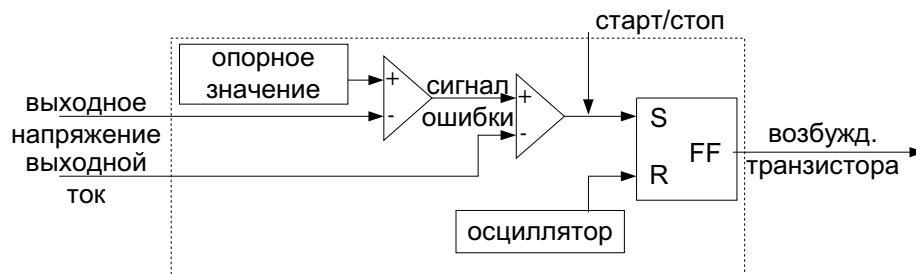 старт/стоп
опорное
значение
+
-
сигнал
ошибки
+
-
выходное
напряжение
выходной
ток
S
R
FF
возбужд.
транзистора
осциллятор